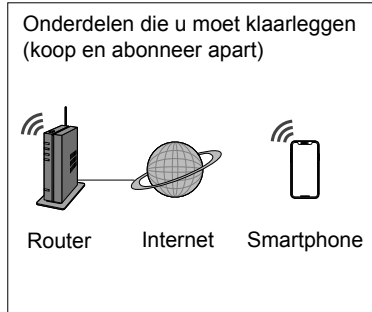 Onderdelen die u moet klaarleggen
(koop en abonneer apart)
Router Internet Smartphone